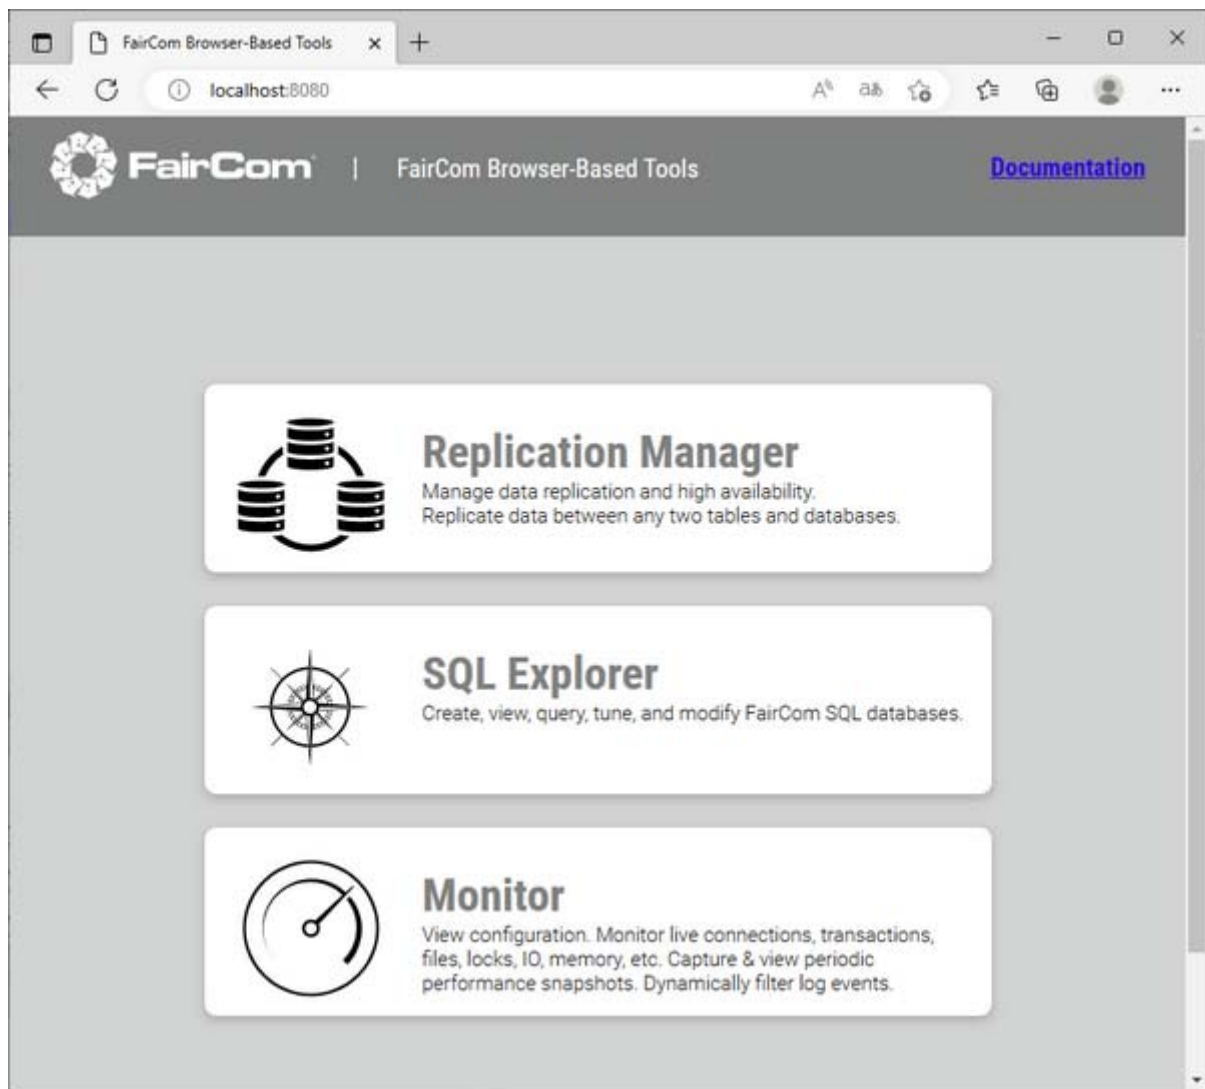 FairCom Browser-Based Tools
localhost:8080
FairCom | FairCom Browser-Based Tools Documentation
Replication Manager
Manage data replication and high availability.
Replicate data between any two tables and databases.
SQL Explorer
Create, view, query, tune, and modify FairCom SQL databases.
Monitor
View configuration. Monitor live connections, transactions,
files, locks, IO, memory, etc. Capture & view periodic
performance snapshots. Dynamically filter log events.